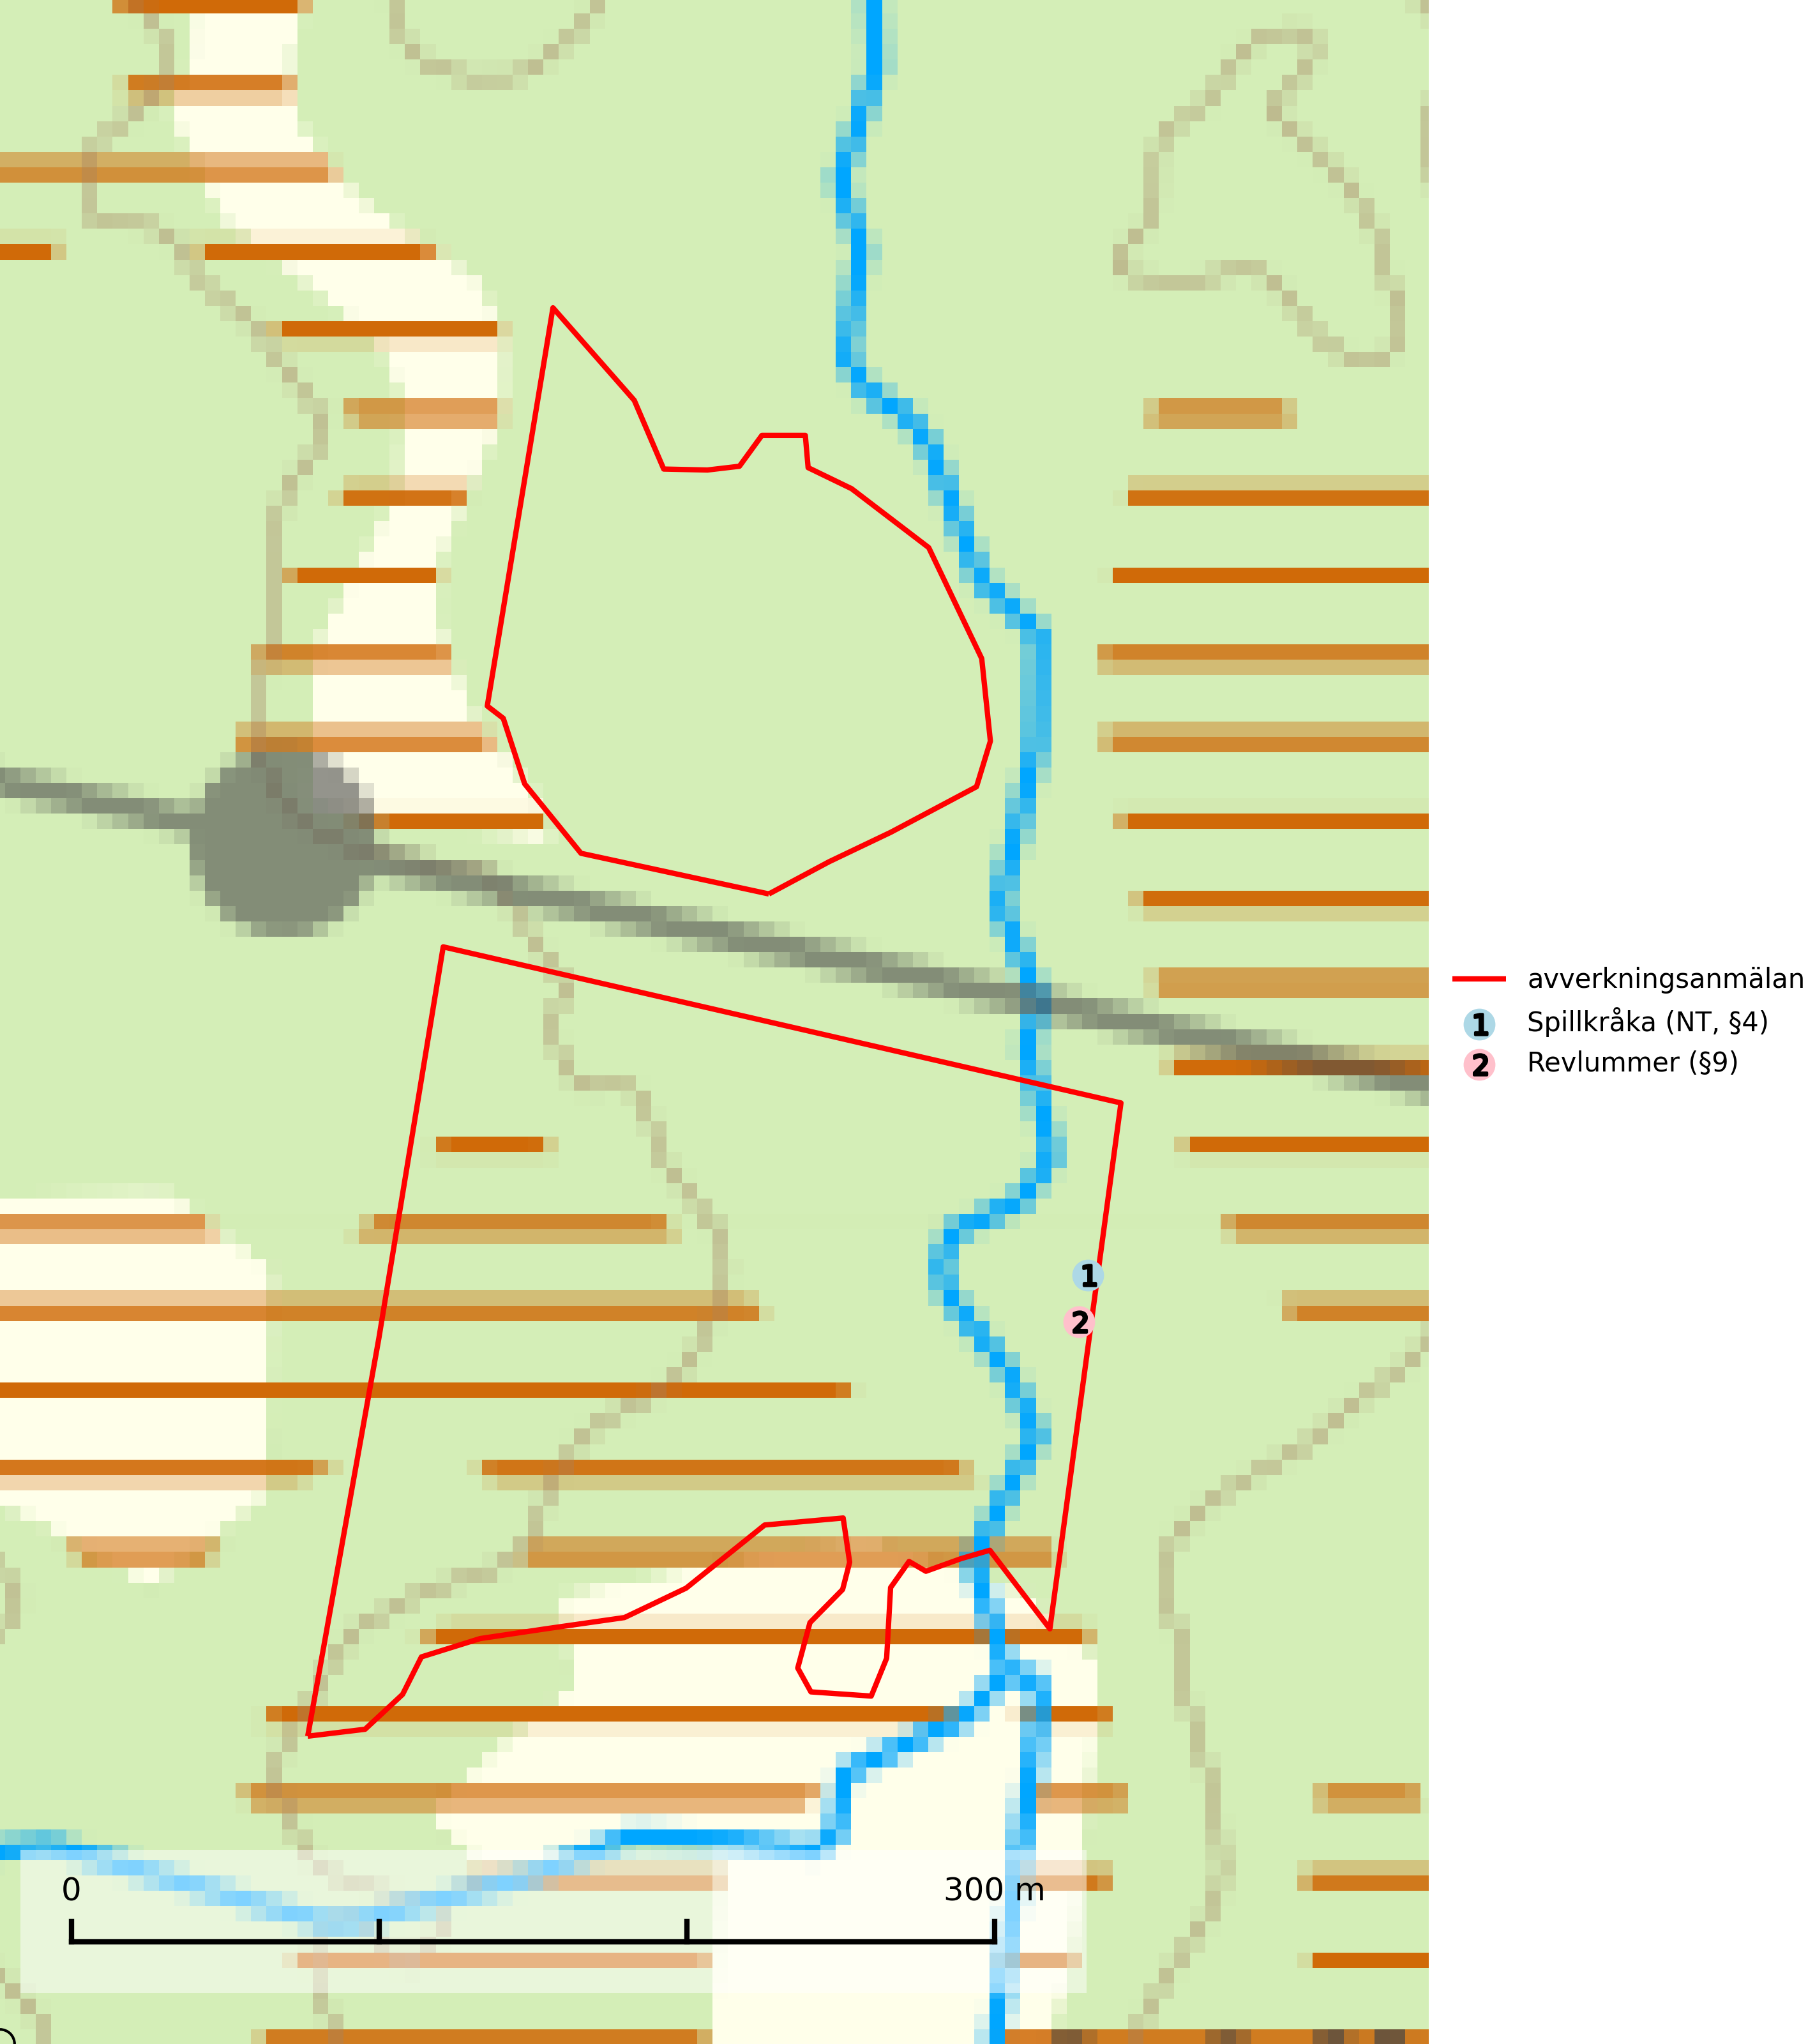 avverkningsanmälan
1 Spillkråka (NT, §4)
2 Revlummer (§9)
1
2
0 300 m